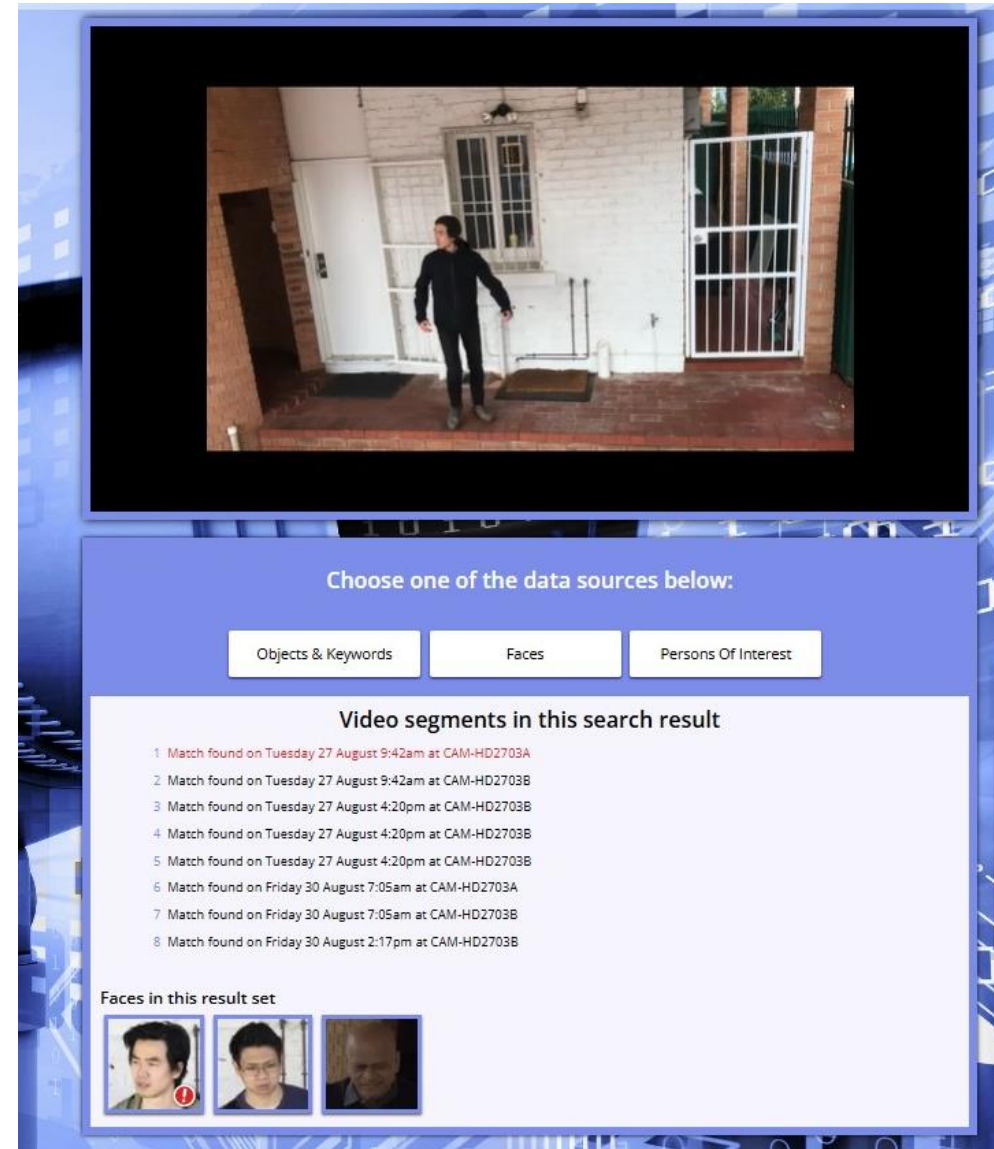 Choose one of the data sources below:
Objects & Keywords
Faces
Persons Of Interest
Video segments in this search result
1 Match found on Tuesday 27 August 9:42am at CAM-HD2703A
2 Match found on Tuesday 27 August 9:42am at CAM-HD2703B
3 Match found on Tuesday 27 August 4:20pm at CAM-HD2703B
4 Match found on Tuesday 27 August 4:20pm at CAM-HD2703B
5 Match found on Tuesday 27 August 4:20pm at CAM-HD2703B
6 Match found on Friday 30 August 7:05am at CAM-HD2703A
7 Match found on Friday 30 August 7:05am at CAM-HD2703B
8 Match found on Friday 30 August 2:17pm at CAM-HD2703B
Faces in this result set